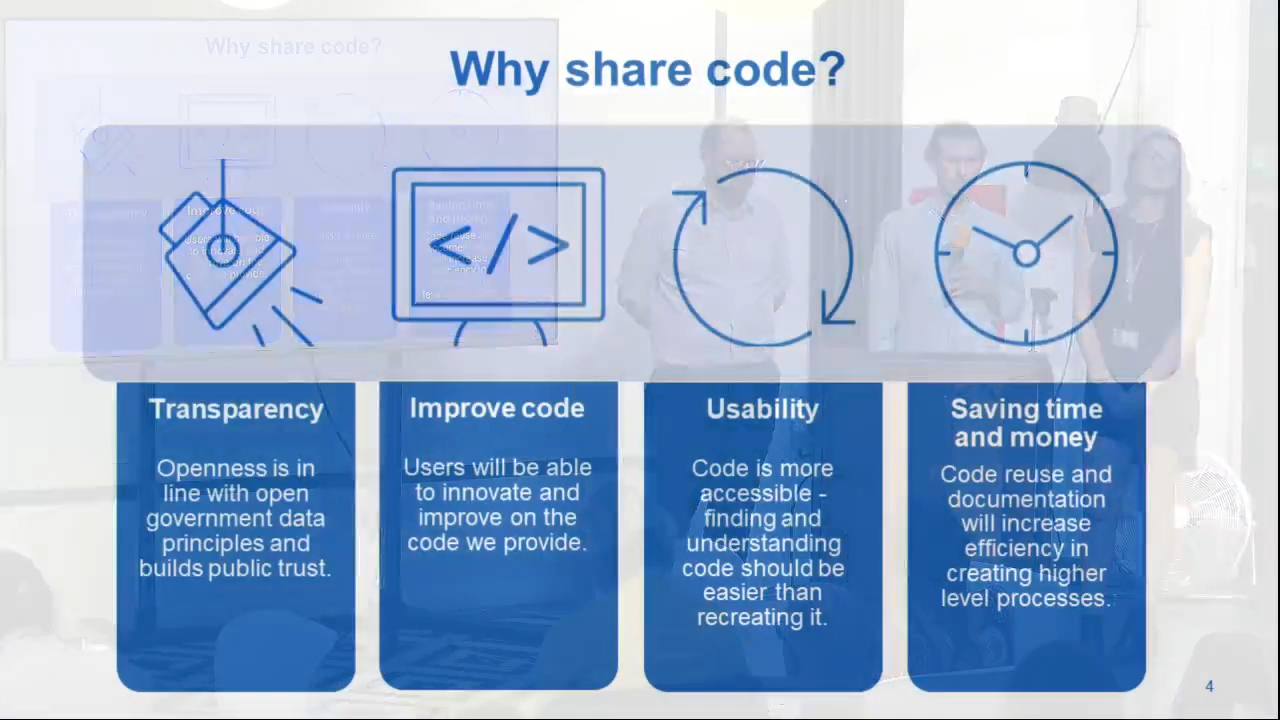 Why share code?
Why share code?
</>
Transparency
Openness is in
line with open
government data
principles and
builds public trust.
Improve code
Users will be able
to innovate and
improve on the
code we provide.
Usability
Code is more
accessible -
finding and
understanding
code should be
easier than
recreating it.
Saving time
and money
Code reuse and
documentation
will increase
efficiency in
creating higher
level processes.
4